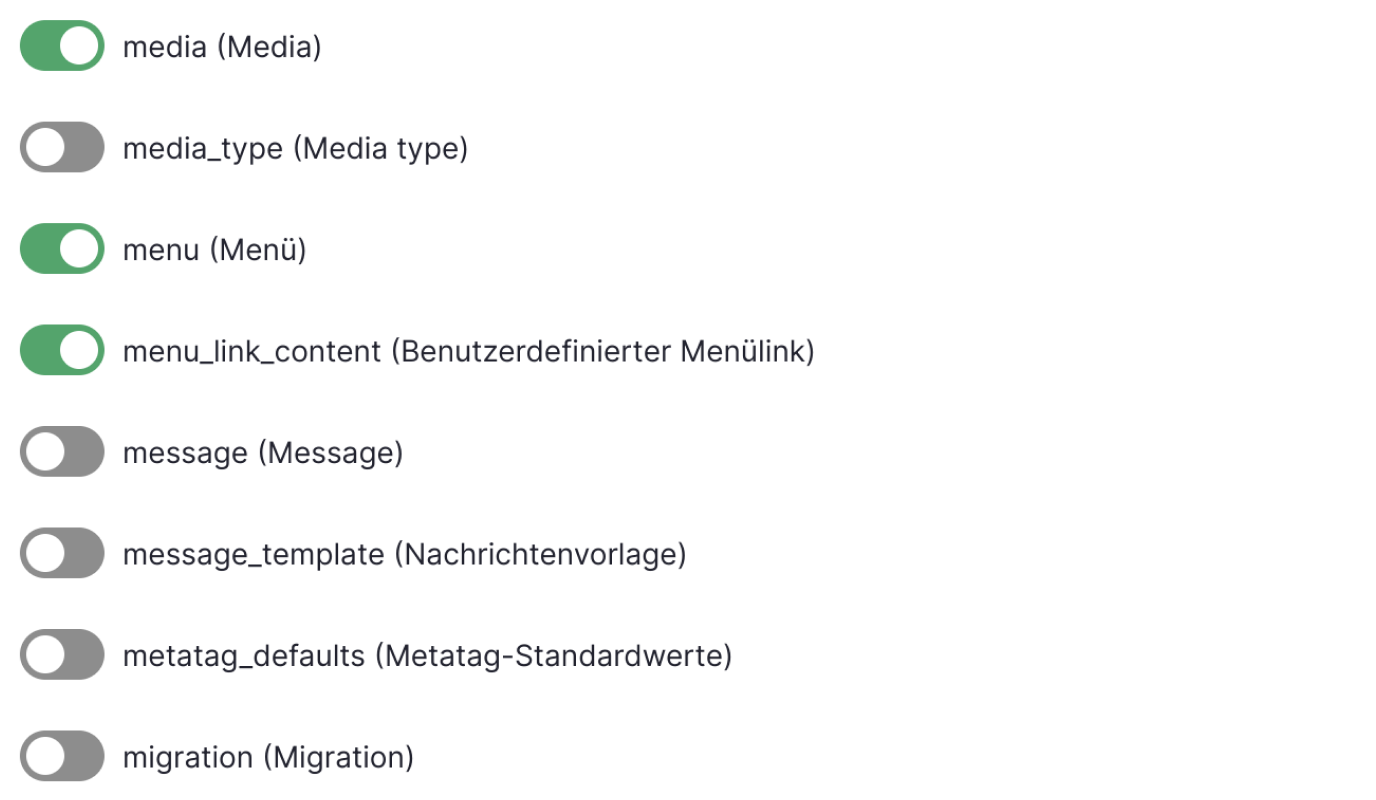 media (Media)
media_type (Media type)
menu (Menü)
menu_link_content (Benutzerdefinierter Menülink)
message (Message)
message_template (Nachrichtenvorlage)
metatag_defaults (Metatag-Standardwerte)
migration (Migration)